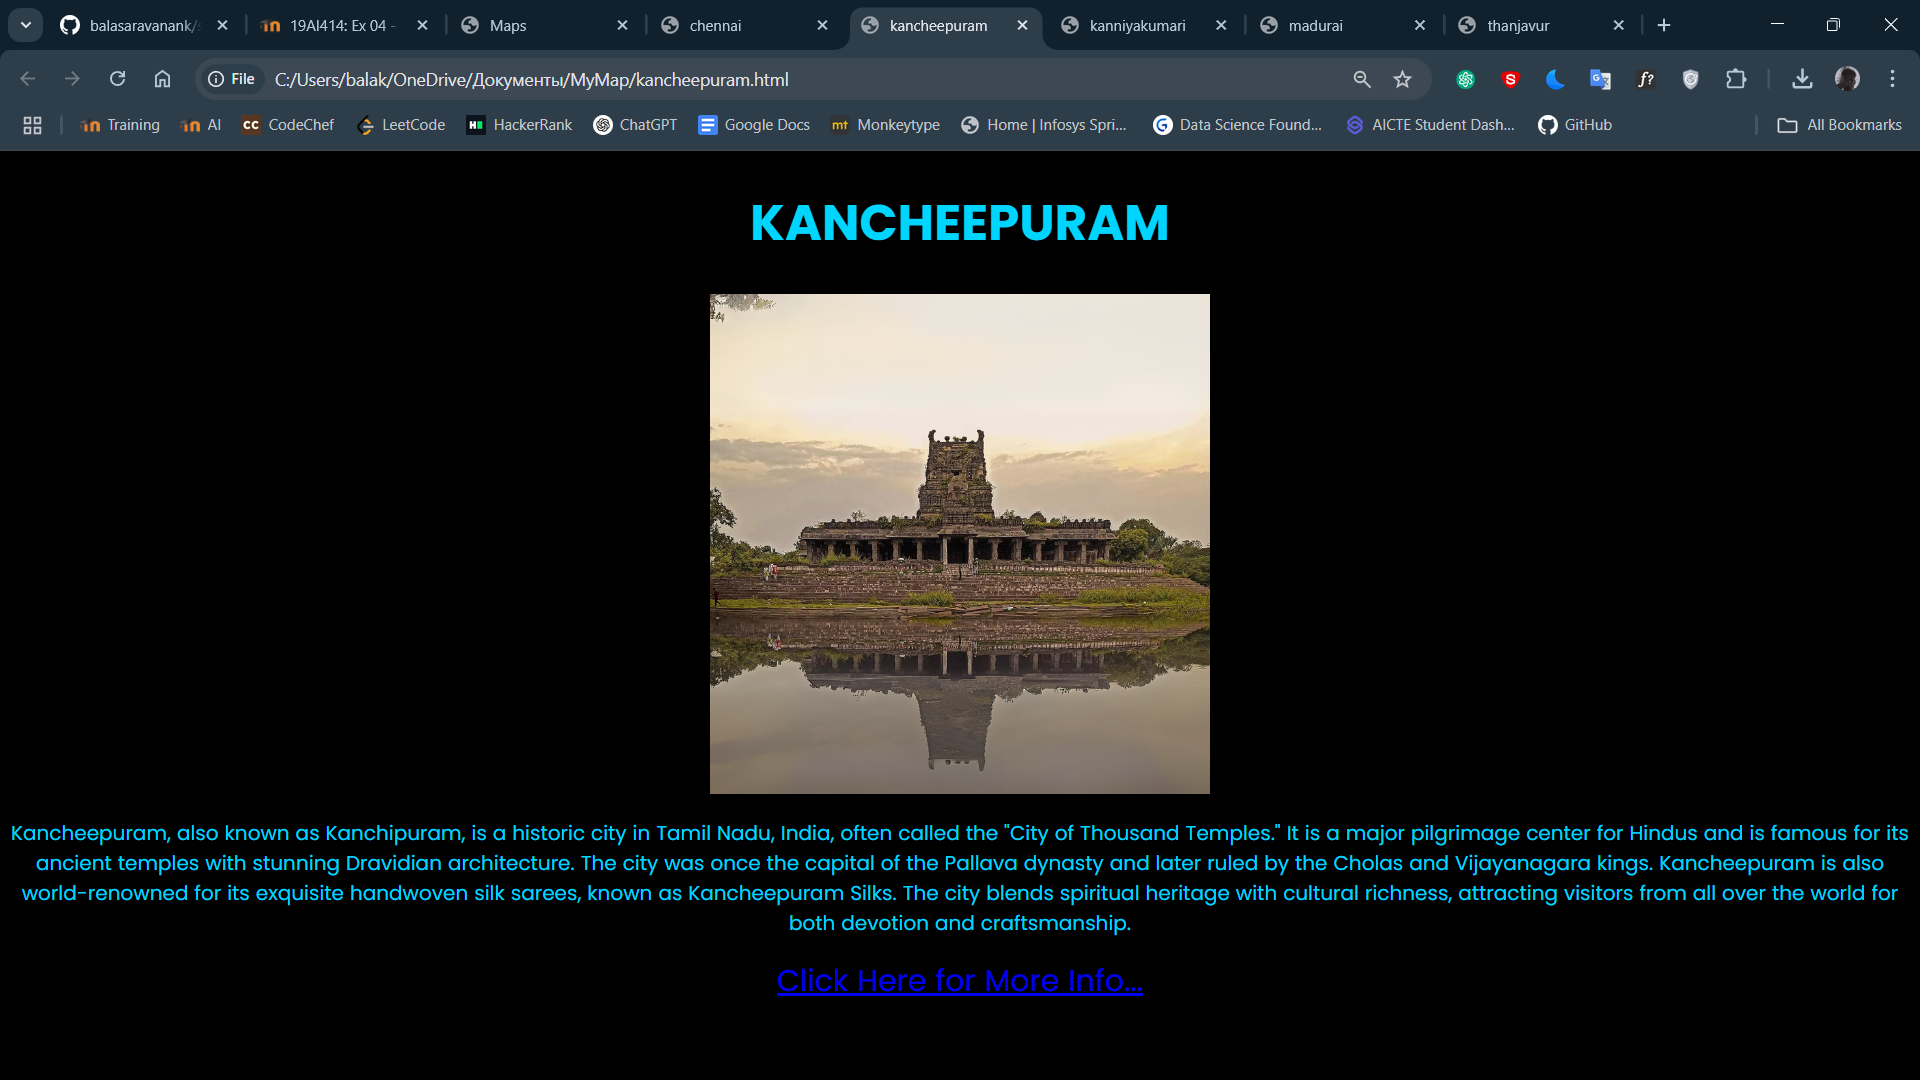 balasaravanank/s
19AI414: Ex 04 -
Maps
chennai
kancheepuram
kanniyakumari
madurai
thanjavur
File
C:/Users/balak/OneDrive/Документы/MyMap/kancheepuram.html
Training
AI
CC CodeChef
LeetCode
H HackerRank
ChatGPT
Google Docs
mt Monkeytype
Home | Infosys Spri...
Data Science Found...
AICTE Student Dash...
GitHub
All Bookmarks
KANCHEEPURAM
Kancheepuram, also known as Kanchipuram, is a historic city in Tamil Nadu, India, often called the "City of Thousand Temples." It is a major pilgrimage center for Hindus and is famous for its
ancient temples with stunning Dravidian architecture. The city was once the capital of the Pallava dynasty and later ruled by the Cholas and Vijayanagara kings. Kancheepuram is also
world-renowned for its exquisite handwoven silk sarees, known as Kancheepuram Silks. The city blends spiritual heritage with cultural richness, attracting visitors from all over the world for
both devotion and craftsmanship.
Click Here for More Info...